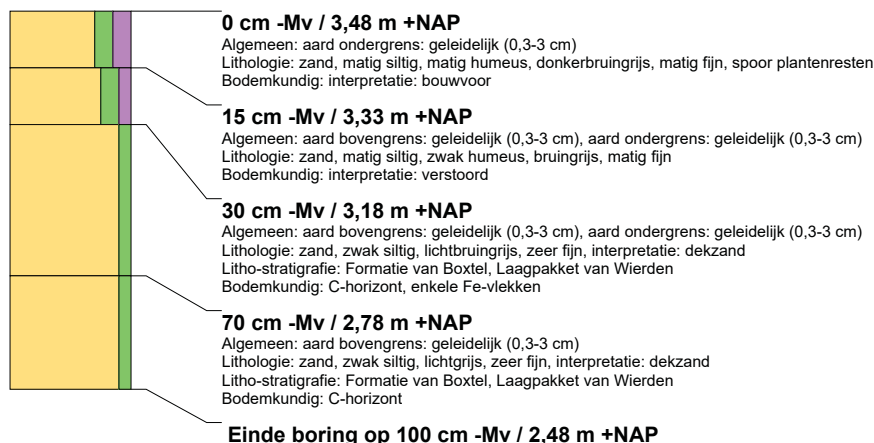 0 cm -Mv / 3,48 m +NAP
Algemeen: aard ondergrens: geleidelijk (0,3-3 cm)
Lithologie: zand, matig siltig, matig humeus, donkerbruingrijs, matig fijn, spoor plantenresten
Bodemkundig: interpretatie: bouwvoor
15 cm -Mv / 3,33 m +NAP
Algemeen: aard bovengrens: geleidelijk (0,3-3 cm), aard ondergrens: geleidelijk (0,3-3 cm)
Lithologie: zand, matig siltig, zwak humeus, bruingrijs, matig fijn
Bodemkundig: interpretatie: verstoord
30 cm -Mv / 3,18 m +NAP
Algemeen: aard bovengrens: geleidelijk (0,3-3 cm), aard ondergrens: geleidelijk (0,3-3 cm)
Lithologie: zand, zwak siltig, lichtbruingrijs, zeer fijn, interpretatie: dekzand
Litho-stratigrafie: Formatie van Boxtel, Laagpakket van Wierden
Bodemkundig: C-horizont, enkele Fe-vlekken
70 cm -Mv / 2,78 m +NAP
Algemeen: aard bovengrens: geleidelijk (0,3-3 cm)
Lithologie: zand, zwak siltig, lichtgrijs, zeer fijn, interpretatie: dekzand
Litho-stratigrafie: Formatie van Boxtel, Laagpakket van Wierden
Bodemkundig: C-horizont
Einde boring op 100 cm -Mv / 2,48 m +NAP